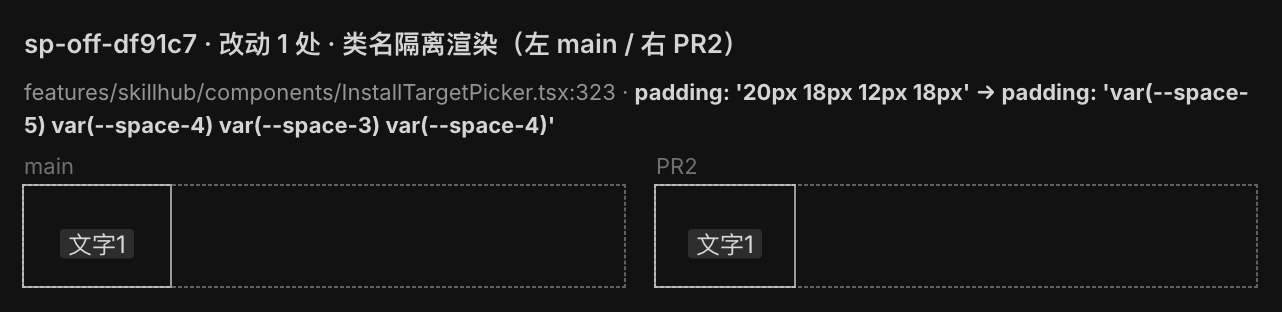 sp-off-df91c7 · 改动 1 处 · 类名隔离渲染（左 main / 右 PR2）
features/skillhub/components/InstallTargetPicker.tsx:323 · padding: '20px 18px 12px 18px' → padding: 'var(--space-
5) var(--space-4) var(--space-3) var(--space-4)'
main PR2
文字1 文字1